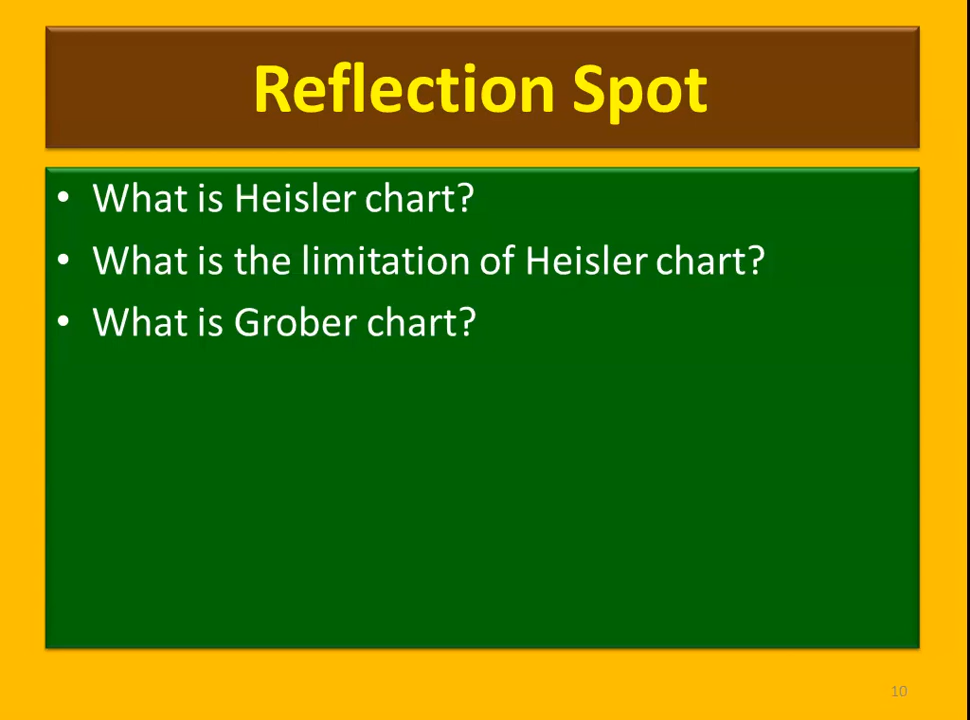 Reflection Spot
• What is Heisler chart?
• What is the limitation of Heisler chart?
• What is Grober chart?
10